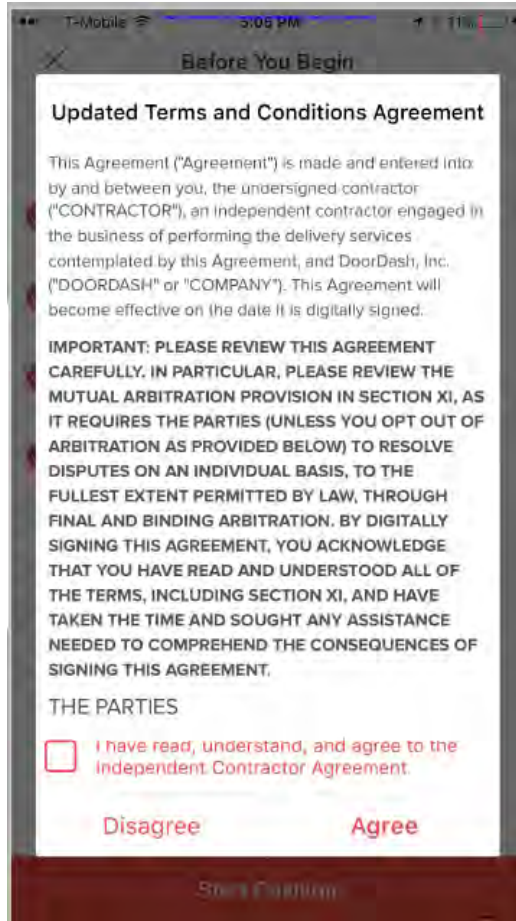 T-Mobile 5:05 PM 11%
Before You Begin
Updated Terms and Conditions Agreement
This Agreement ("Agreement") is made and entered into
by and between you, the undersigned contractor
("CONTRACTOR"), an independent contractor engaged in
the business of performing the delivery services
contemplated by this Agreement, and DoorDash, Inc.
("DOORDASH" or "COMPANY"). This Agreement will
become effective on the date it is digitally signed.
IMPORTANT: PLEASE REVIEW THIS AGREEMENT
CAREFULLY. IN PARTICULAR, PLEASE REVIEW THE
MUTUAL ARBITRATION PROVISION IN SECTION XI, AS
IT REQUIRES THE PARTIES (UNLESS YOU OPT OUT OF
ARBITRATION AS PROVIDED BELOW) TO RESOLVE
DISPUTES ON AN INDIVIDUAL BASIS, TO THE
FULLEST EXTENT PERMITTED BY LAW, THROUGH
FINAL AND BINDING ARBITRATION. BY DIGITALLY
SIGNING THIS AGREEMENT, YOU ACKNOWLEDGE
THAT YOU HAVE READ AND UNDERSTOOD ALL OF
THE TERMS, INCLUDING SECTION XI, AND HAVE
TAKEN THE TIME AND SOUGHT ANY ASSISTANCE
NEEDED TO COMPREHEND THE CONSEQUENCES OF
SIGNING THIS AGREEMENT.
THE PARTIES
I have read, understand, and agree to the
Independent Contractor Agreement
Disagree Agree
Start